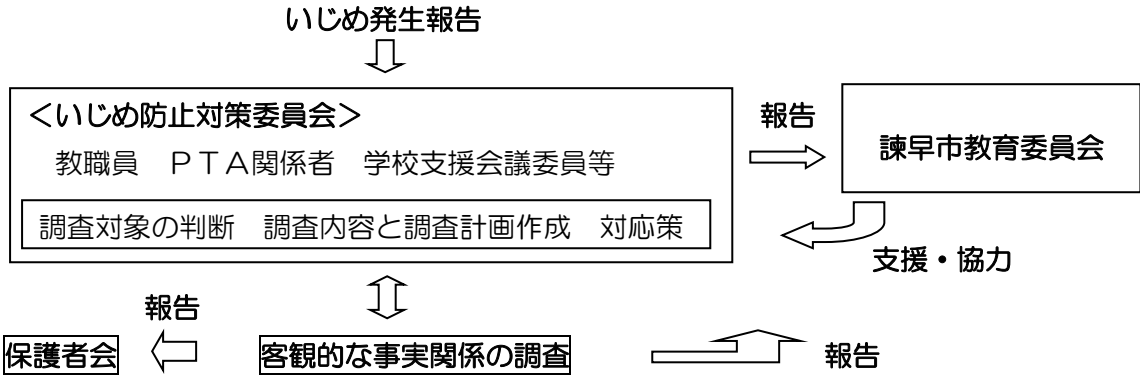 いじめ発生報告
＜いじめ防止対策委員会＞
教職員　ＰＴＡ関係者　学校支援会議委員等
調査対象の判断　調査内容と調査計画作成　対応策
報告
諫早市教育委員会
支援・協力
報告
保護者会
客観的な事実関係の調査
報告